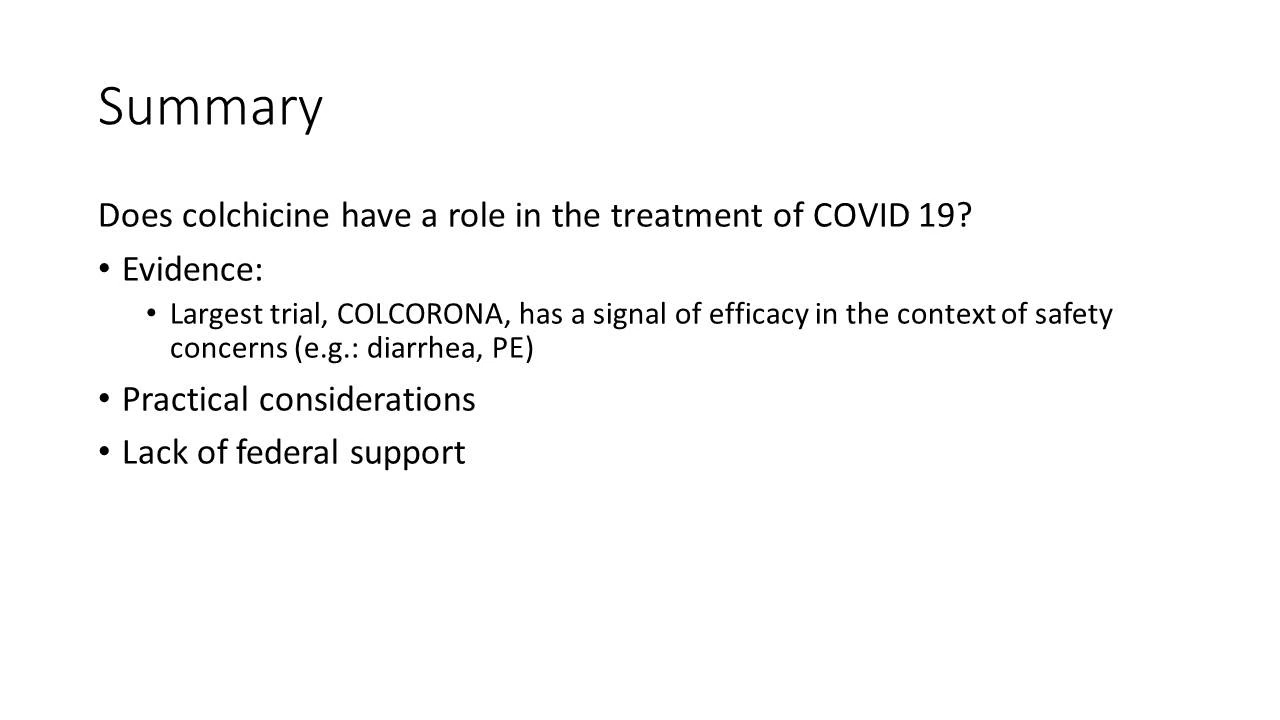 Summary
Does colchicine have a role in the treatment of COVID 19?
• Evidence:
• Largest trial, COLCORONA, has a signal of efficacy in the context of safety
concerns (e.g.: diarrhea, PE)
• Practical considerations
• Lack of federal support